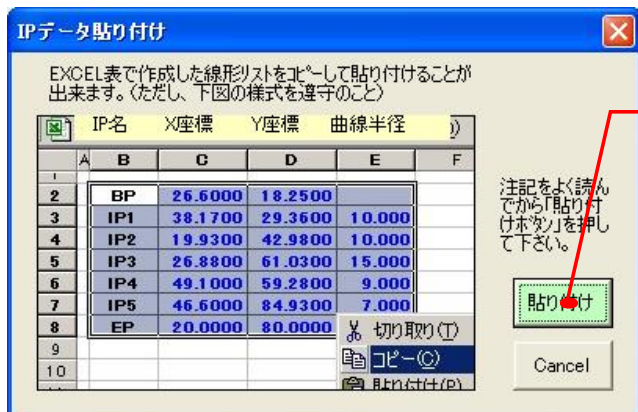 IPデータ貼り付け
EXCEL表で作成した線形リストをコピーして貼り付けることが
出来ます。(ただし、下図の様式を遵守のこと)
IP名 X座標 Y座標 曲線半径
A B C D E F
1
2 BP 26.6000 18.2500
3 IP1 38.1700 29.3600 10.000
4 IP2 19.9300 42.9800 10.000
5 IP3 26.8800 61.0300 15.000
6 IP4 49.1000 59.2800 9.000
7 IP5 46.6000 84.9300 7.000
8 EP 20.0000 80.0000
9
10
切り取り(T)
コピー(C)
貼り付け(P)
注記をよく読ん
でから「貼り付
けボタン」を押し
て下さい。
貼り付け
Cancel